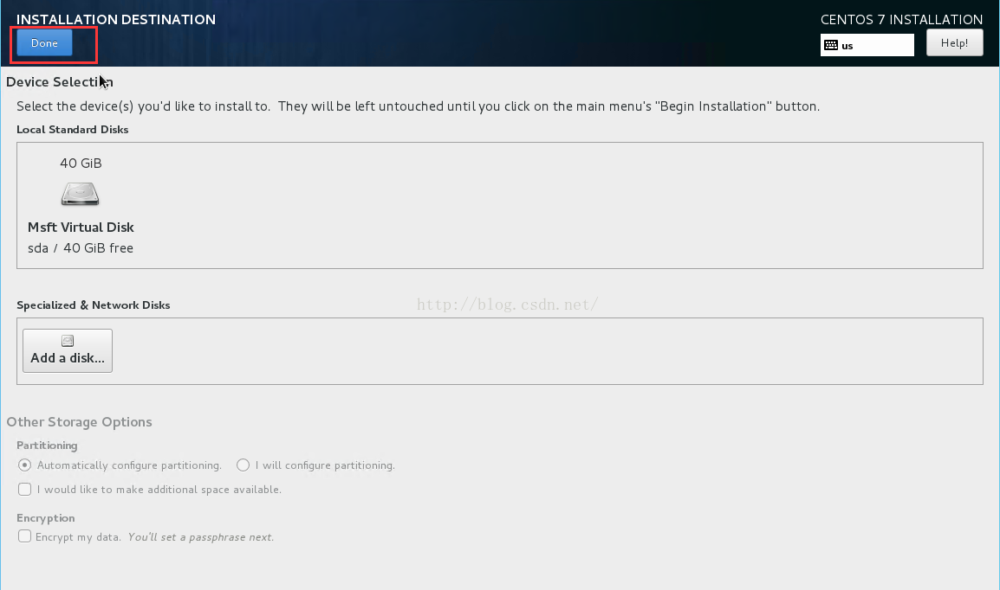 INSTALLATION DESTINATION
CENTOS 7 INSTALLATION
Done
us
Help!
Device Selection
Select the device(s) you'd like to install to.  They will be left untouched until you click on the main menu's "Begin Installation" button.
Local Standard Disks
40 GiB
Msft Virtual Disk
sda / 40 GiB free
Specialized & Network Disks
http://blog.csdn.net/
Add a disk...
Other Storage Options
Partitioning
Automatically configure partitioning. I will configure partitioning.
I would like to make additional space available.
Encryption
Encrypt my data. You'll set a passphrase next.